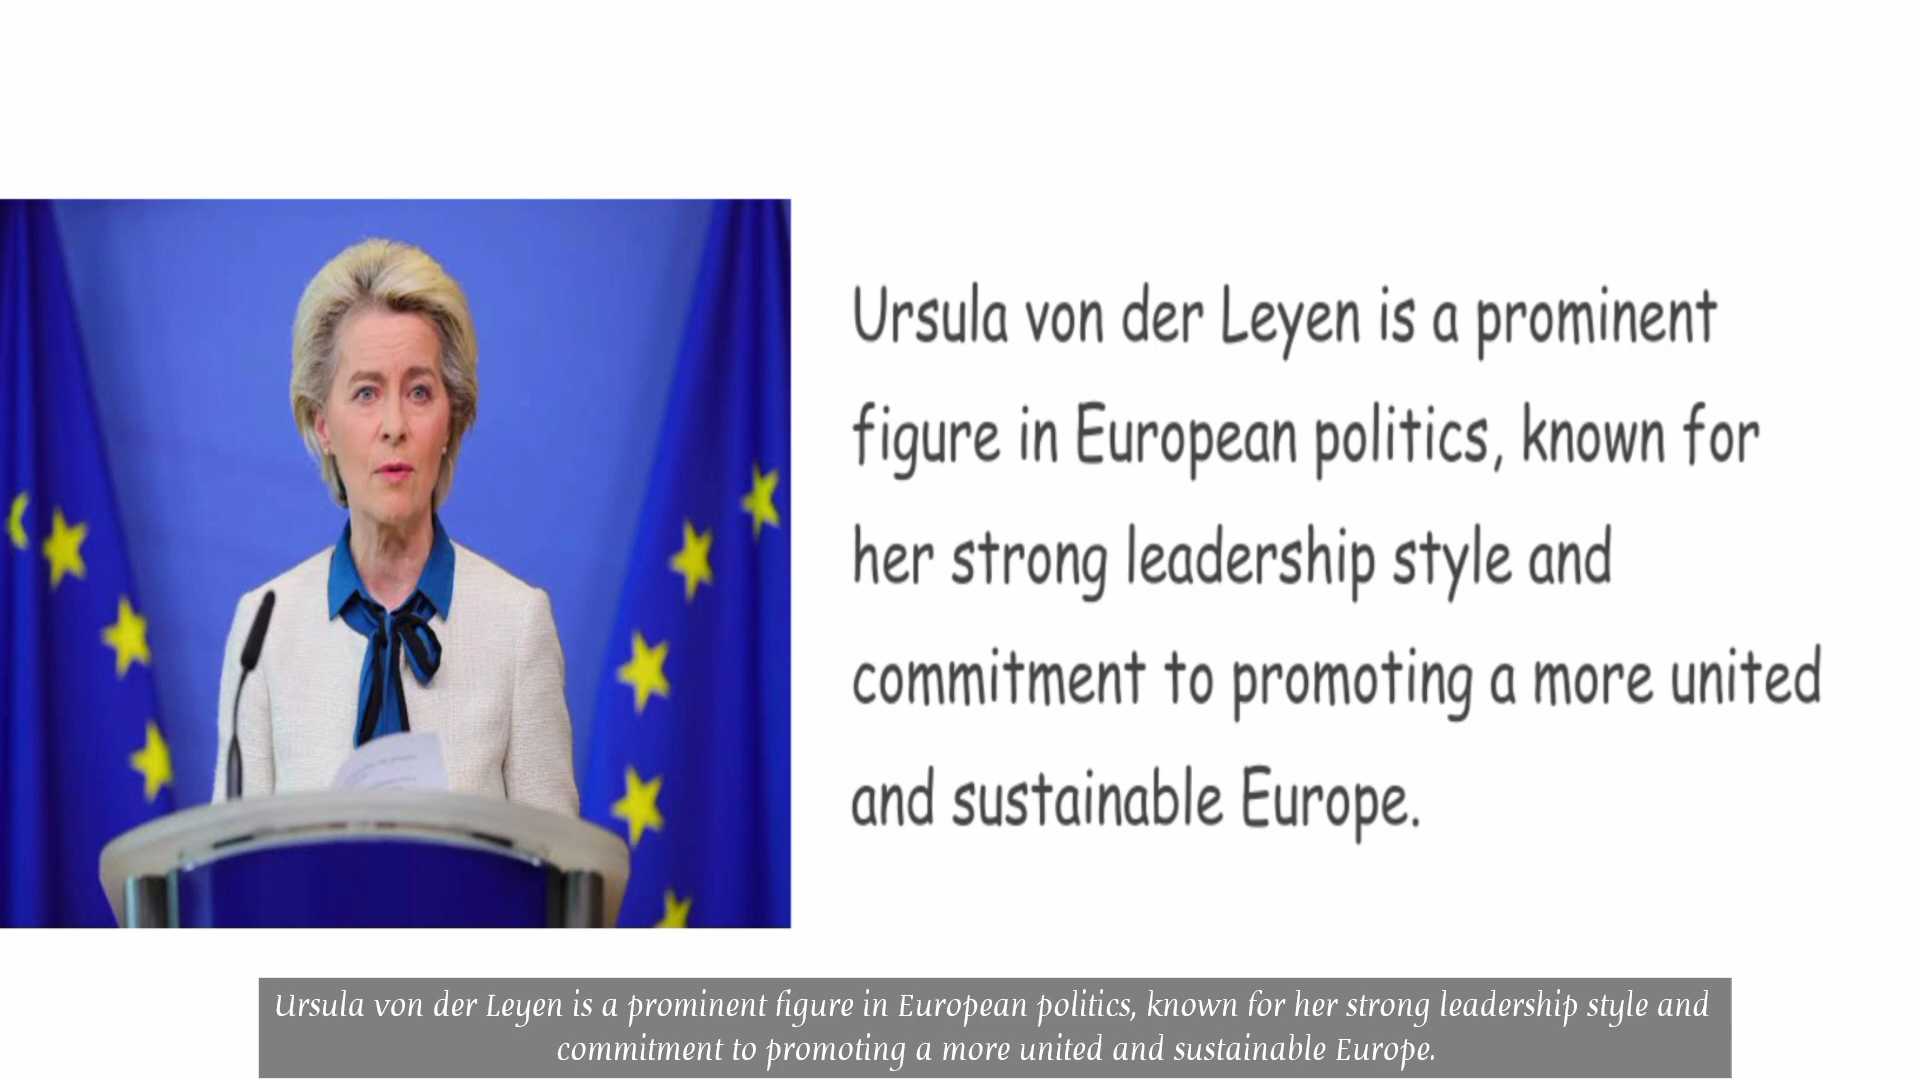 Ursula von der Leyen is a prominent
figure in European politics, known for
her strong leadership style and
commitment to promoting a more united
and sustainable Europe.
Ursula von der Leyen is a prominent figure in European politics, known for her strong leadership style and
commitment to promoting a more united and sustainable Europe.